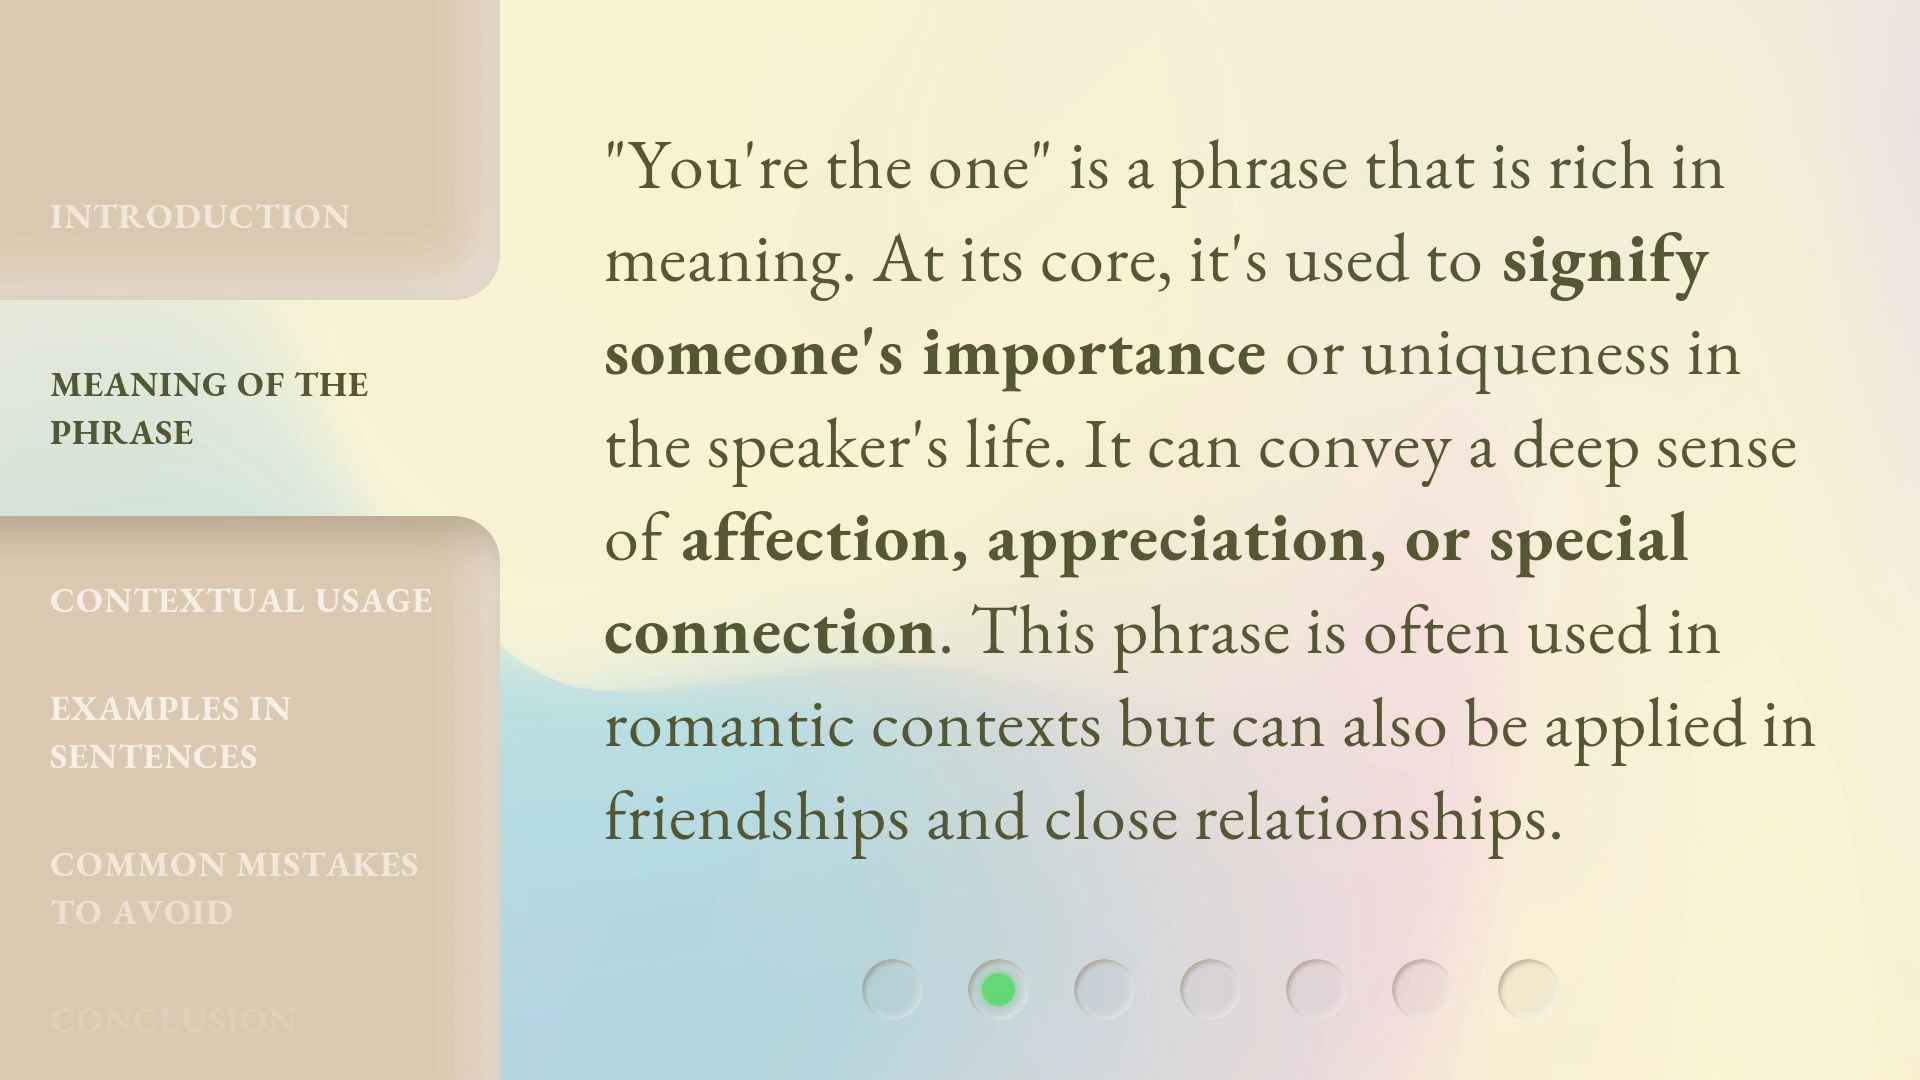 INTRODUCTION
MEANING OF THE
PHRASE
CONTEXTUAL USAGE
EXAMPLES IN
SENTENCES
COMMON MISTAKES
TO AVOID
CONCLUSION
"You're the one" is a phrase that is rich in
meaning. At its core, it's used to signify
someone's importance or uniqueness in
the speaker's life. It can convey a deep sense
of affection, appreciation, or special
connection. This phrase is often used in
romantic contexts but can also be applied in
friendships and close relationships.